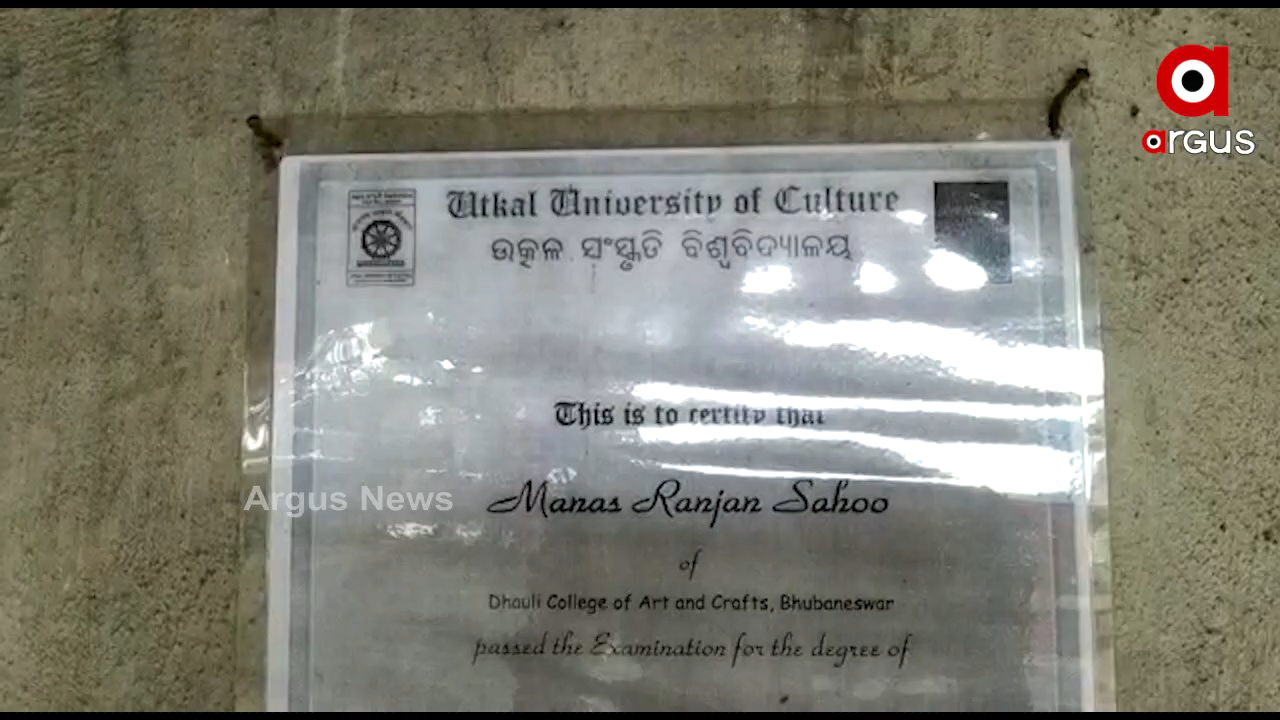 argus
Utkal University of Culture
ଉତ୍କଳ ସଂସ୍କୃତି ବିଶ୍ୱବିଦ୍ୟାଳୟ
This is to certify that
Argus News
Manas Ranjan Sahoo
of
Dhauli College of Art and Crafts, Bhubaneswar
passed the Examination for the degree of